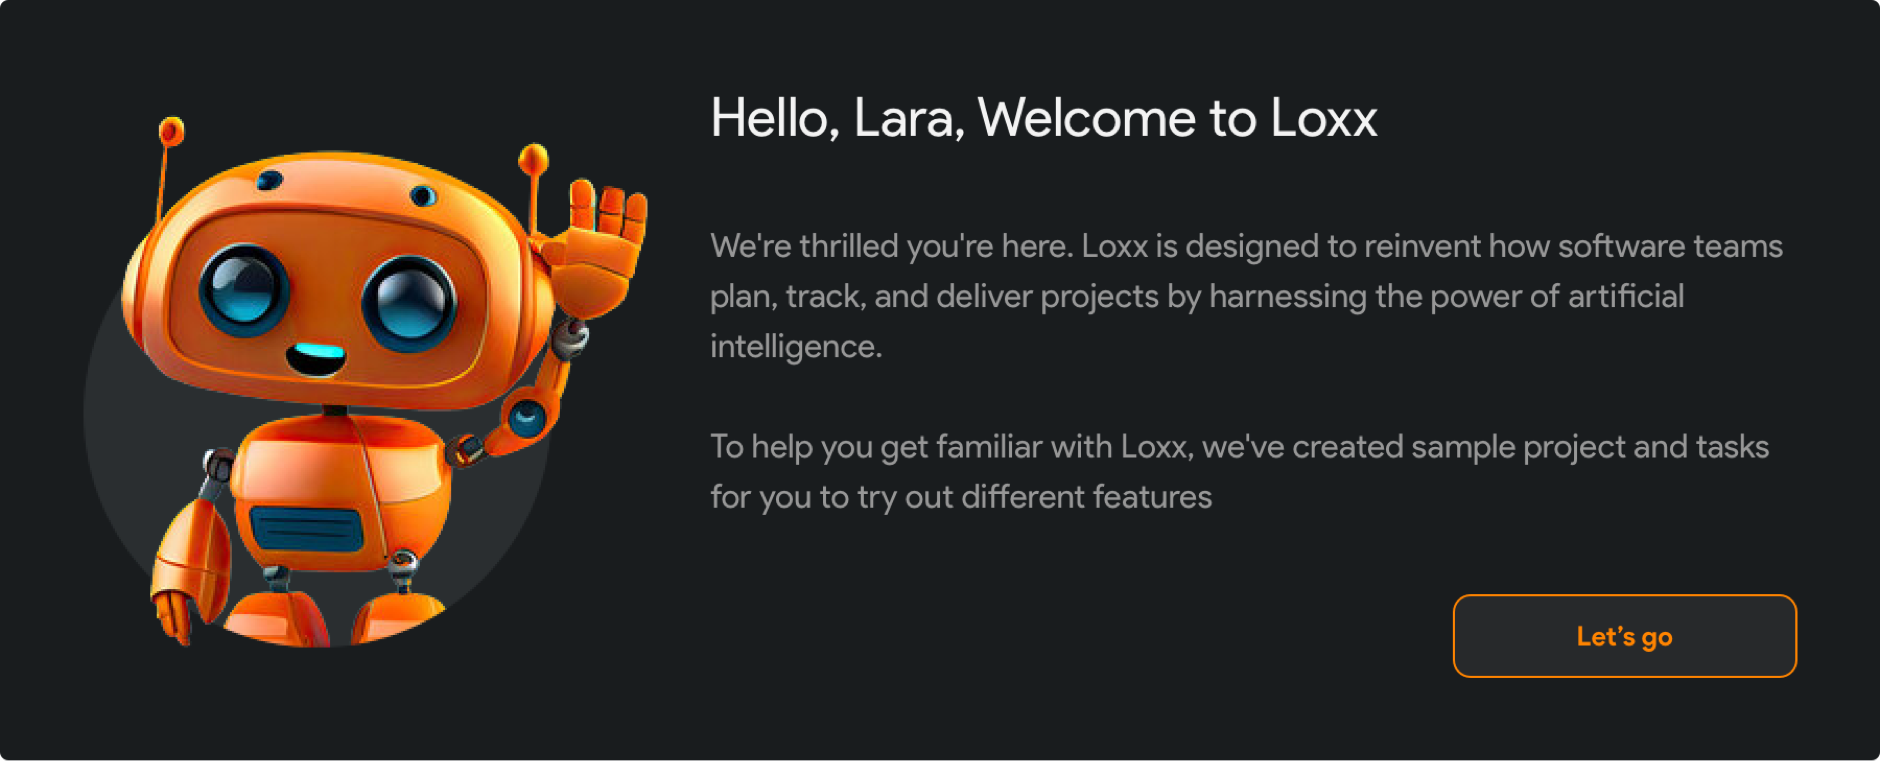 Hello, Lara, Welcome to Loxx
We're thrilled you're here. Loxx is designed to reinvent how software teams
plan, track, and deliver projects by harnessing the power of artificial
intelligence.
To help you get familiar with Loxx, we've created sample project and tasks
for you to try out different features
Let’s go